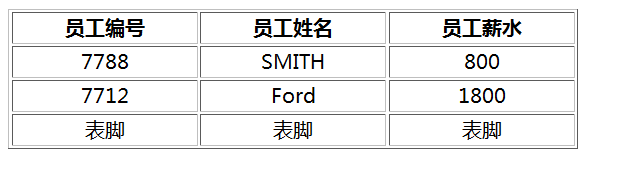 员工编号 员工姓名 员工薪水
7788 SMITH 800
7712 Ford 1800
表脚 表脚 表脚